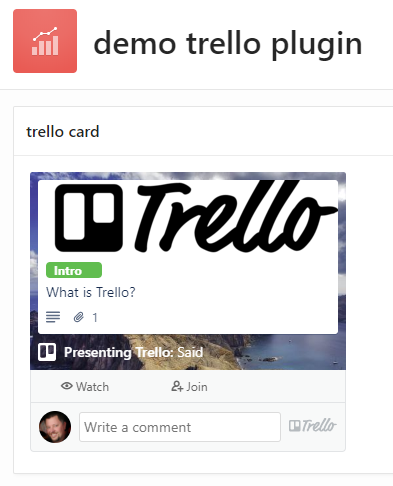 demo trello plugin
trello card
Trello
Intro
What is Trello?
1
Presenting Trello: Said
Watch Join
Write a comment Trello